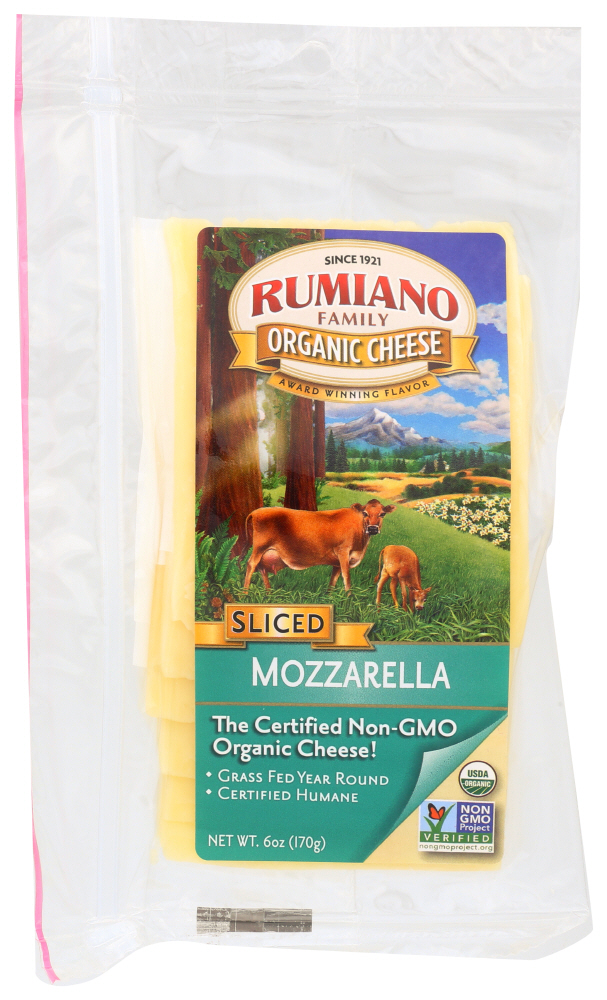 SINCE 1921
RUMIANO
FAMILY
ORGANIC CHEESE
AWARD WINNING FLAVOR
SLICED
MOZZARELLA
The Certified Non-GMO
Organic Cheese!
• GRASS FED YEAR ROUND
• CERTIFIED HUMANE
USDA
ORGANIC
NON
GMO
Project
VERIFIED
nongmoproject.org
NET WT. 6oz (170g)